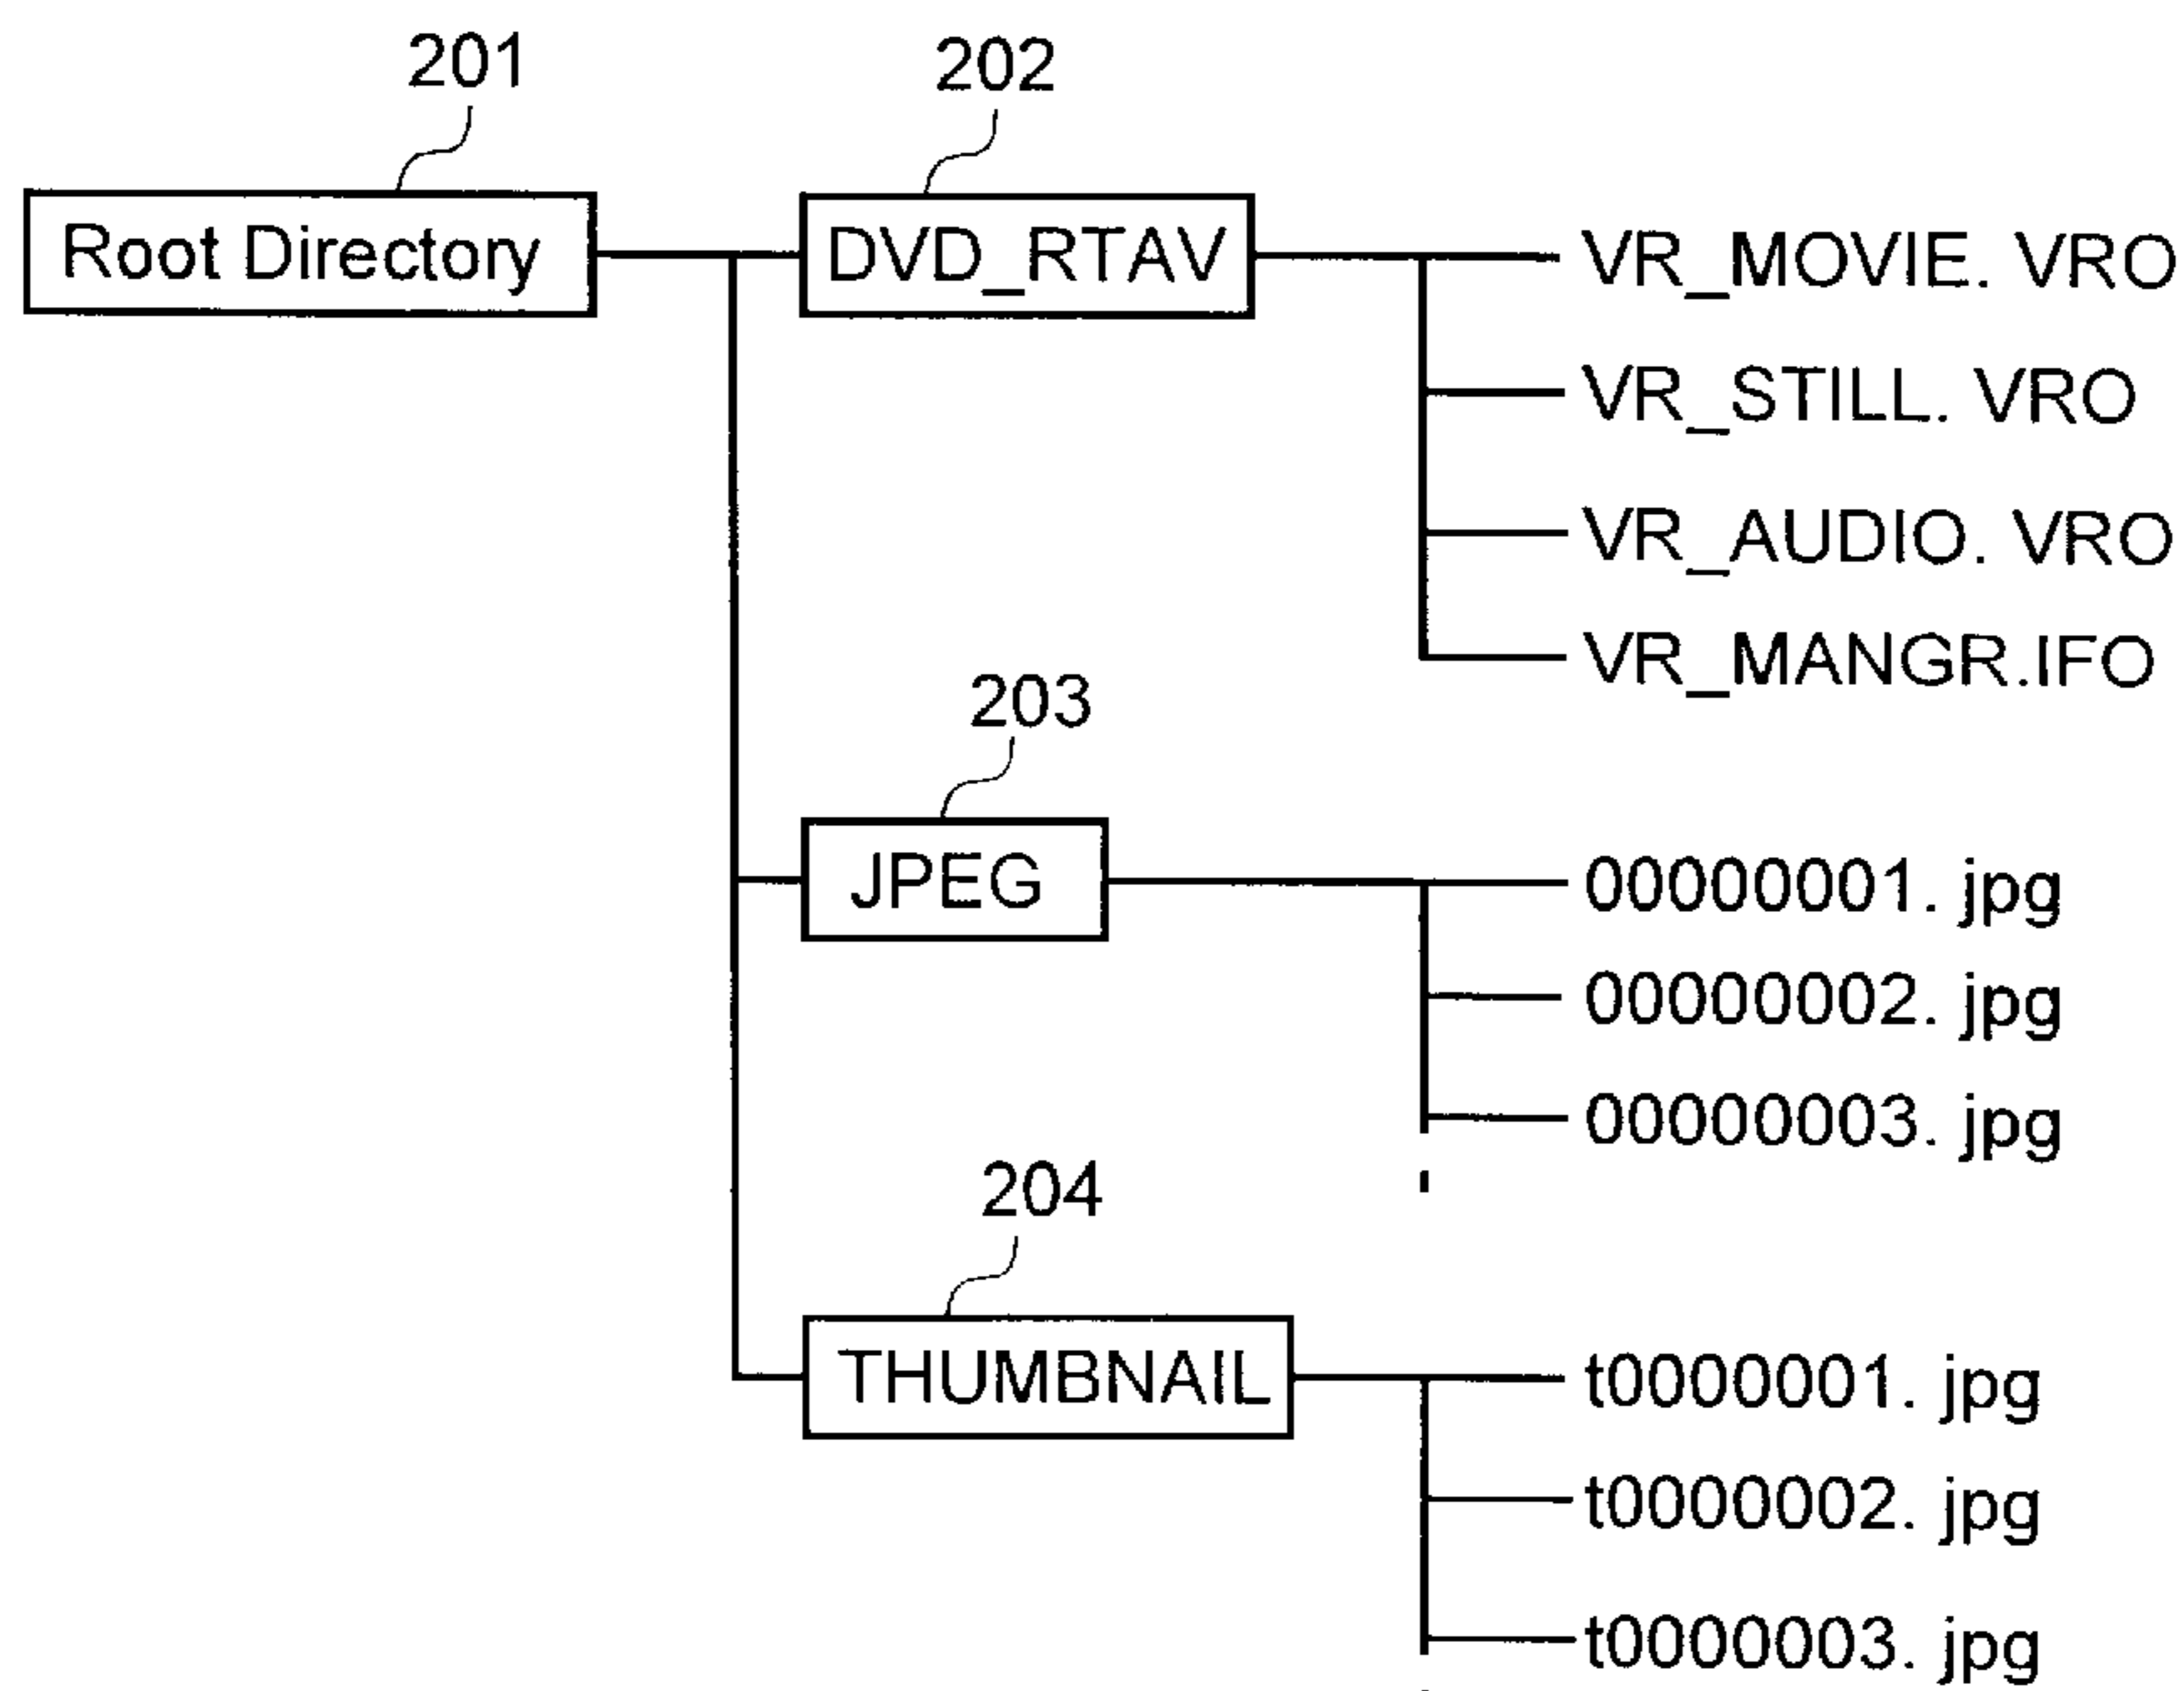 201
202
Root Directory
DVD_RTAV
VR_MOVIE. VRO
VR_STILL. VRO
VR_AUDIO. VRO
VR_MANGR.IFO
203
JPEG
00000001. jpg
00000002. jpg
00000003. jpg
204
THUMBNAIL
t0000001. jpg
t0000002. jpg
t0000003. jpg